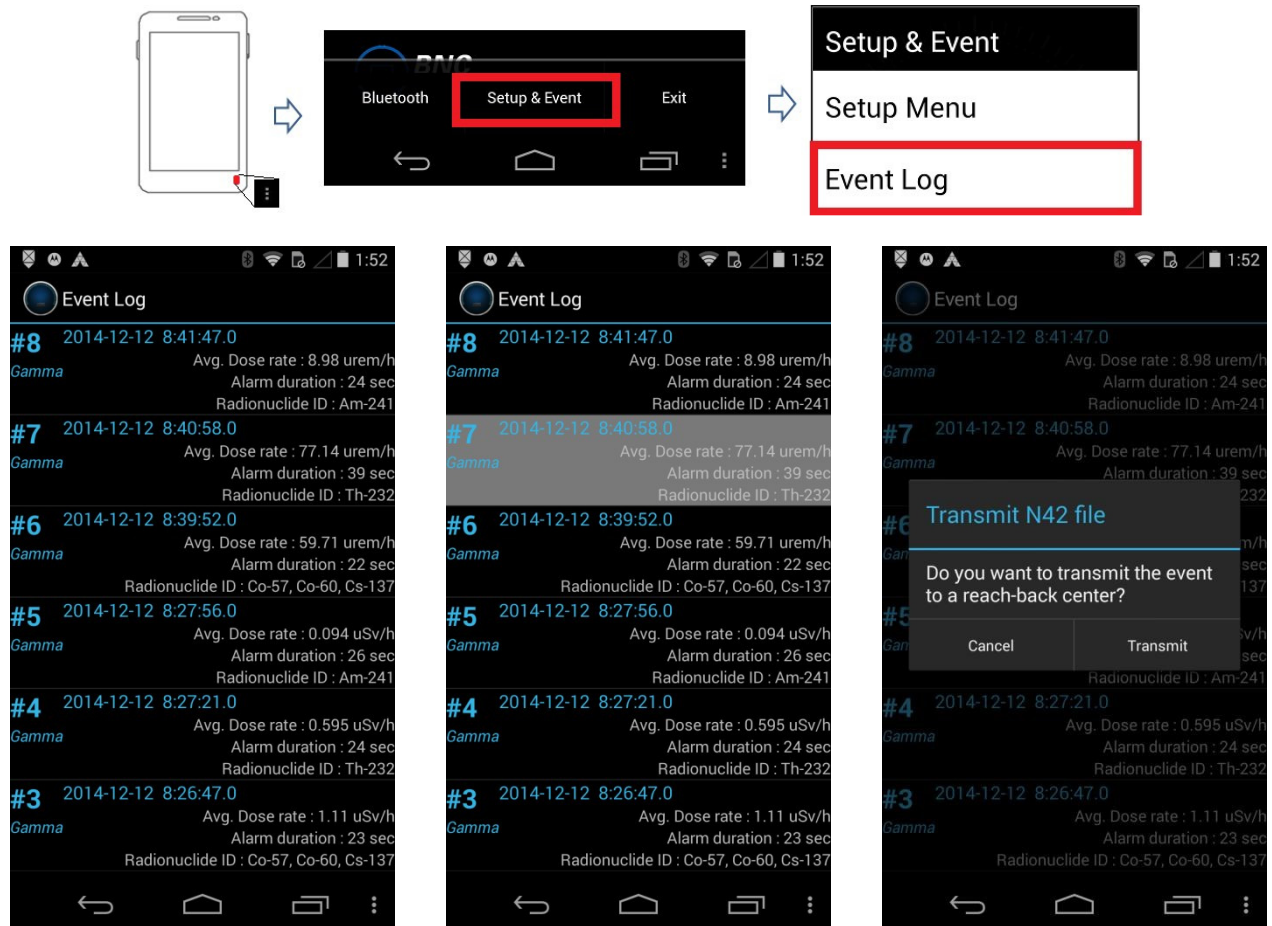 BNC
Bluetooth
Setup & Event
Exit
Setup & Event
Setup Menu
Event Log
1:52
Event Log
#8 2014-12-12 8:41:47.0
Gamma
Avg. Dose rate : 8.98 urem/h
Alarm duration : 24 sec
Radionuclide ID : Am-241
#7 2014-12-12 8:40:58.0
Gamma
Avg. Dose rate : 77.14 urem/h
Alarm duration : 39 sec
Radionuclide ID : Th-232
#6 2014-12-12 8:39:52.0
Gamma
Avg. Dose rate : 59.71 urem/h
Alarm duration : 22 sec
Radionuclide ID : Co-57, Co-60, Cs-137
#5 2014-12-12 8:27:56.0
Gamma
Avg. Dose rate : 0.094 uSv/h
Alarm duration : 26 sec
Radionuclide ID : Am-241
#4 2014-12-12 8:27:21.0
Gamma
Avg. Dose rate : 0.595 uSv/h
Alarm duration : 24 sec
Radionuclide ID : Th-232
#3 2014-12-12 8:26:47.0
Gamma
Avg. Dose rate : 1.11 uSv/h
Alarm duration : 23 sec
Radionuclide ID : Co-57, Co-60, Cs-137
1:52
Event Log
#8 2014-12-12 8:41:47.0
Gamma
Avg. Dose rate : 8.98 urem/h
Alarm duration : 24 sec
Radionuclide ID : Am-241
#7 2014-12-12 8:40:58.0
Gamma
Avg. Dose rate : 77.14 urem/h
Alarm duration : 39 sec
Radionuclide ID : Th-232
#6 2014-12-12 8:39:52.0
Gamma
Avg. Dose rate : 59.71 urem/h
Alarm duration : 22 sec
Radionuclide ID : Co-57, Co-60, Cs-137
#5 2014-12-12 8:27:56.0
Gamma
Avg. Dose rate : 0.094 uSv/h
Alarm duration : 26 sec
Radionuclide ID : Am-241
#4 2014-12-12 8:27:21.0
Gamma
Avg. Dose rate : 0.595 uSv/h
Alarm duration : 24 sec
Radionuclide ID : Th-232
#3 2014-12-12 8:26:47.0
Gamma
Avg. Dose rate : 1.11 uSv/h
Alarm duration : 23 sec
Radionuclide ID : Co-57, Co-60, Cs-137
1:52
Event Log
#8 2014-12-12 8:41:47.0
Gamma
Avg. Dose rate : 8.98 urem/h
Alarm duration : 24 sec
Radionuclide ID : Am-241
#7 2014-12-12 8:40:58.0
Gamma
Avg. Dose rate : 77.14 urem/h
Alarm duration : 39 sec
232
#6
m/h
sec
137
Transmit N42 file
Do you want to transmit the event
to a reach-back center?
Cancel
Transmit
#5
Sv/h
sec
Radionuclide ID : Am-241
#4 2014-12-12 8:27:21.0
Gamma
Avg. Dose rate : 0.595 uSv/h
Alarm duration : 24 sec
Radionuclide ID : Th-232
#3 2014-12-12 8:26:47.0
Gamma
Avg. Dose rate : 1.11 uSv/h
Alarm duration : 23 sec
Radionuclide ID : Co-57, Co-60, Cs-137